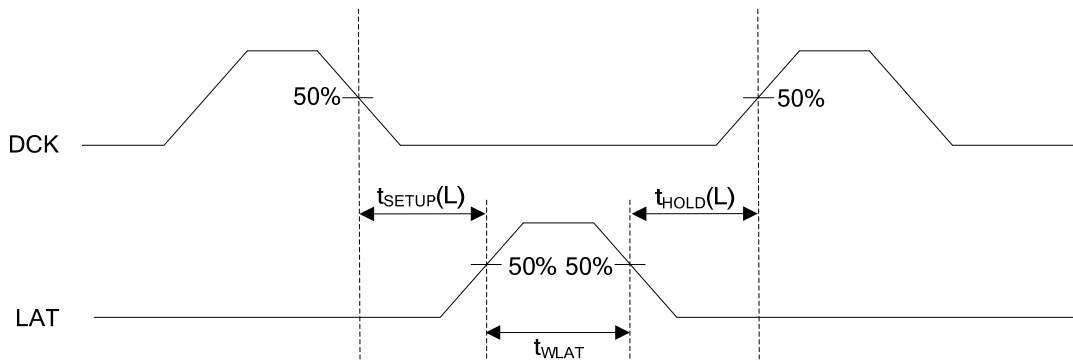 50%
50%
DCK
tSETUP(L)
tHOLD(L)
50% 50%
LAT
tWLAT